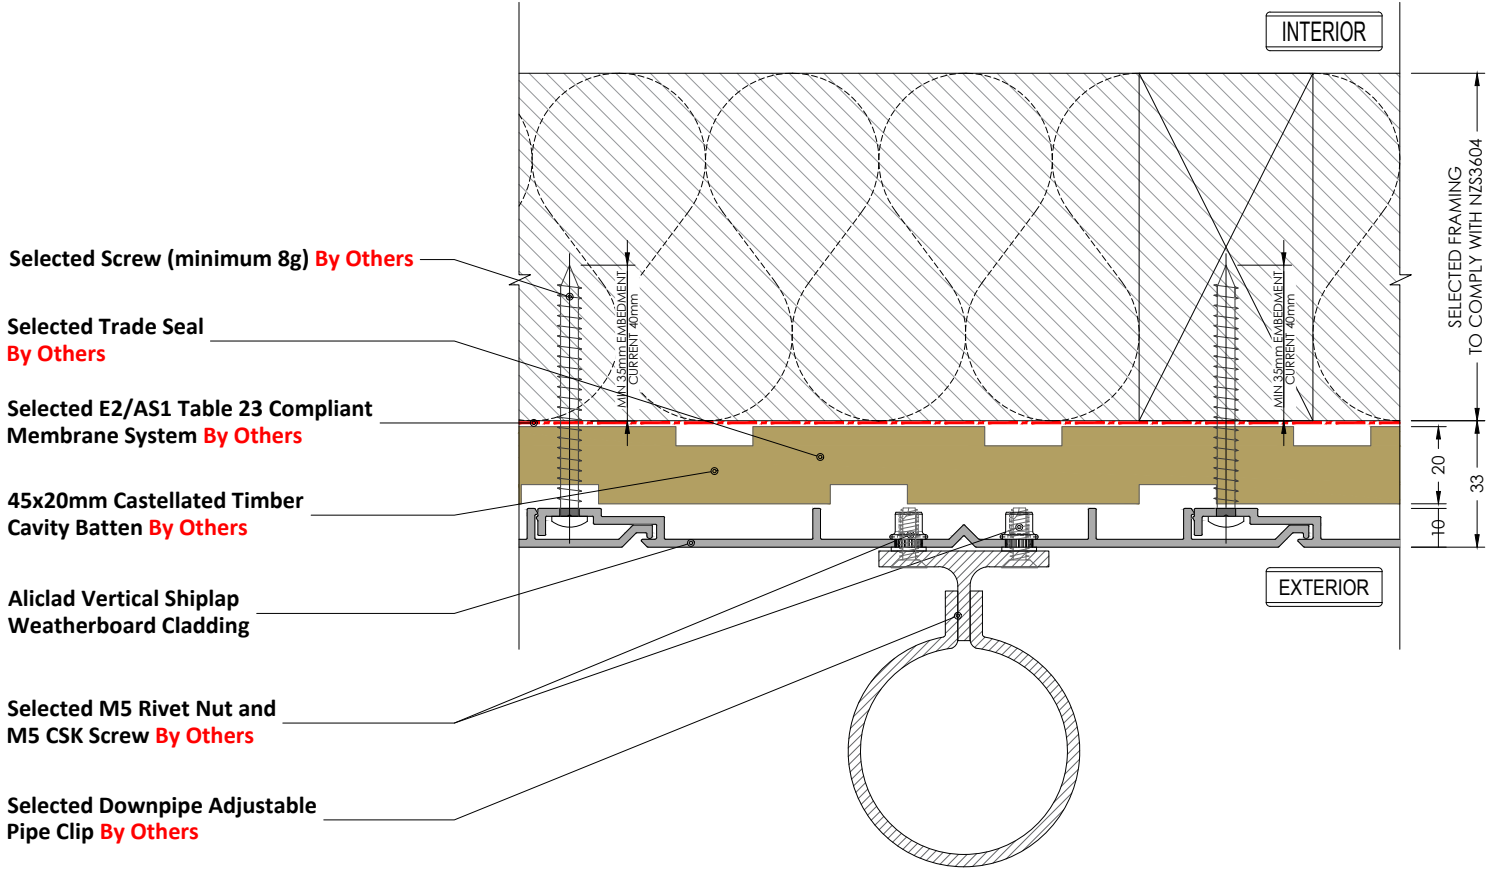 INTERIOR
Selected Screw (minimum 8g) By Others
Selected Trade Seal
By Others
Selected E2/AS1 Table 23 Compliant
Membrane System By Others
45x20mm Castellated Timber
Cavity Batten By Others
Aliclad Vertical Shiplap
Weatherboard Cladding
Selected M5 Rivet Nut and
M5 CSK Screw By Others
Selected Downpipe Adjustable
Pipe Clip By Others
MIN 35mm EMBEDMENT
CURRENT 40mm
MIN 35mm EMBEDMENT
CURRENT 40mm
SELECTED FRAMING
TO COMPLY WITH NZS3604
20
33
10
EXTERIOR